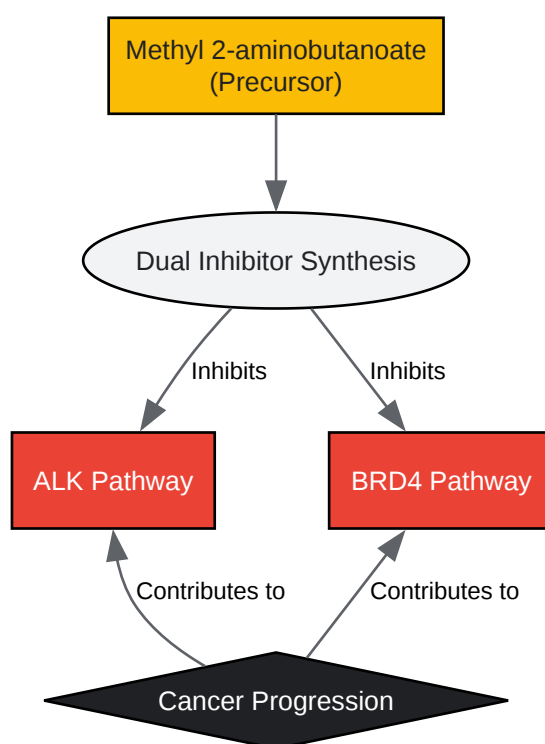 Methyl 2-aminobutanoate
(Precursor)
Dual Inhibitor Synthesis
Inhibits
Inhibits
ALK Pathway
BRD4 Pathway
Contributes to
Contributes to
Cancer Progression